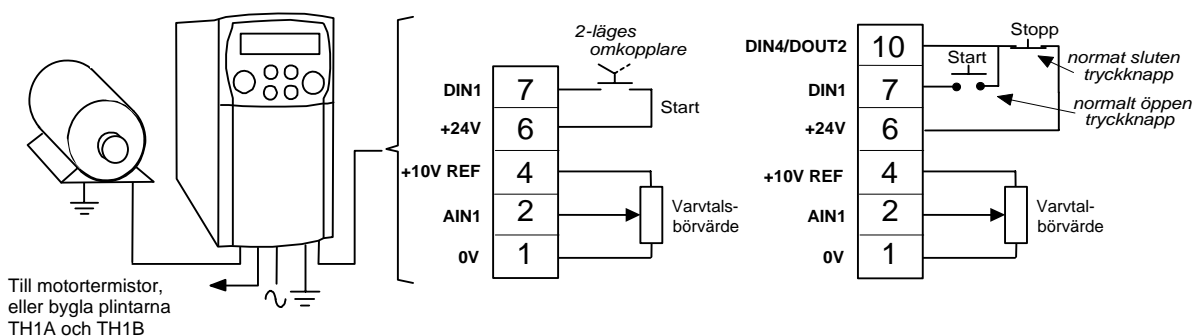 Till motortermistor,
eller bygla plintarna
TH1A och TH1B
2-läges
omkopplare
DIN1 7
Start
+24V 6
+10V REF 4
AIN1 2
Varvtals-
börvärde
0V 1
DIN4/DOUT2 10
Stopp
Start
normat sluten
tryckknapp
DIN1 7
normalt öppen
tryckknapp
+24V 6
+10V REF 4
AIN1 2
Varvtal-
börvärde
0V 1